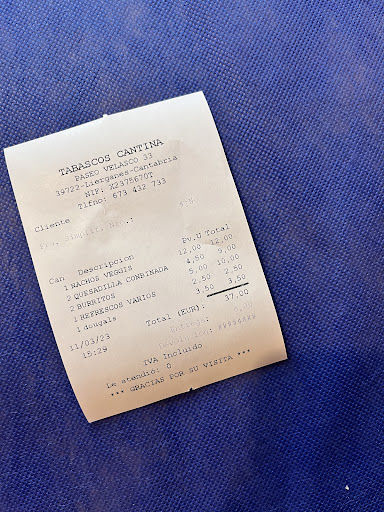 TABASCOS CANTINA
PASEO VELASCO 33
39722-Lierganes-Cantabria
NIF: X2375670T
Tlfno: 673 432 733
Cliente
Can Descripcion Pv.U Total
1 NACHOS VEGGIS 12,00 12,00
2 QUESADILLA COMBINADA 4,50 9,00
2 BURRITOS 5,00 10,00
1 REFRESCOS VARIOS 2,50 2,50
1 dougals 3,50 3,50
Total (EUR): 37,00
11/03/23
15:29
########
IVA Incluido
Le atendió: 0
*** GRACIAS POR SU VISITA ***